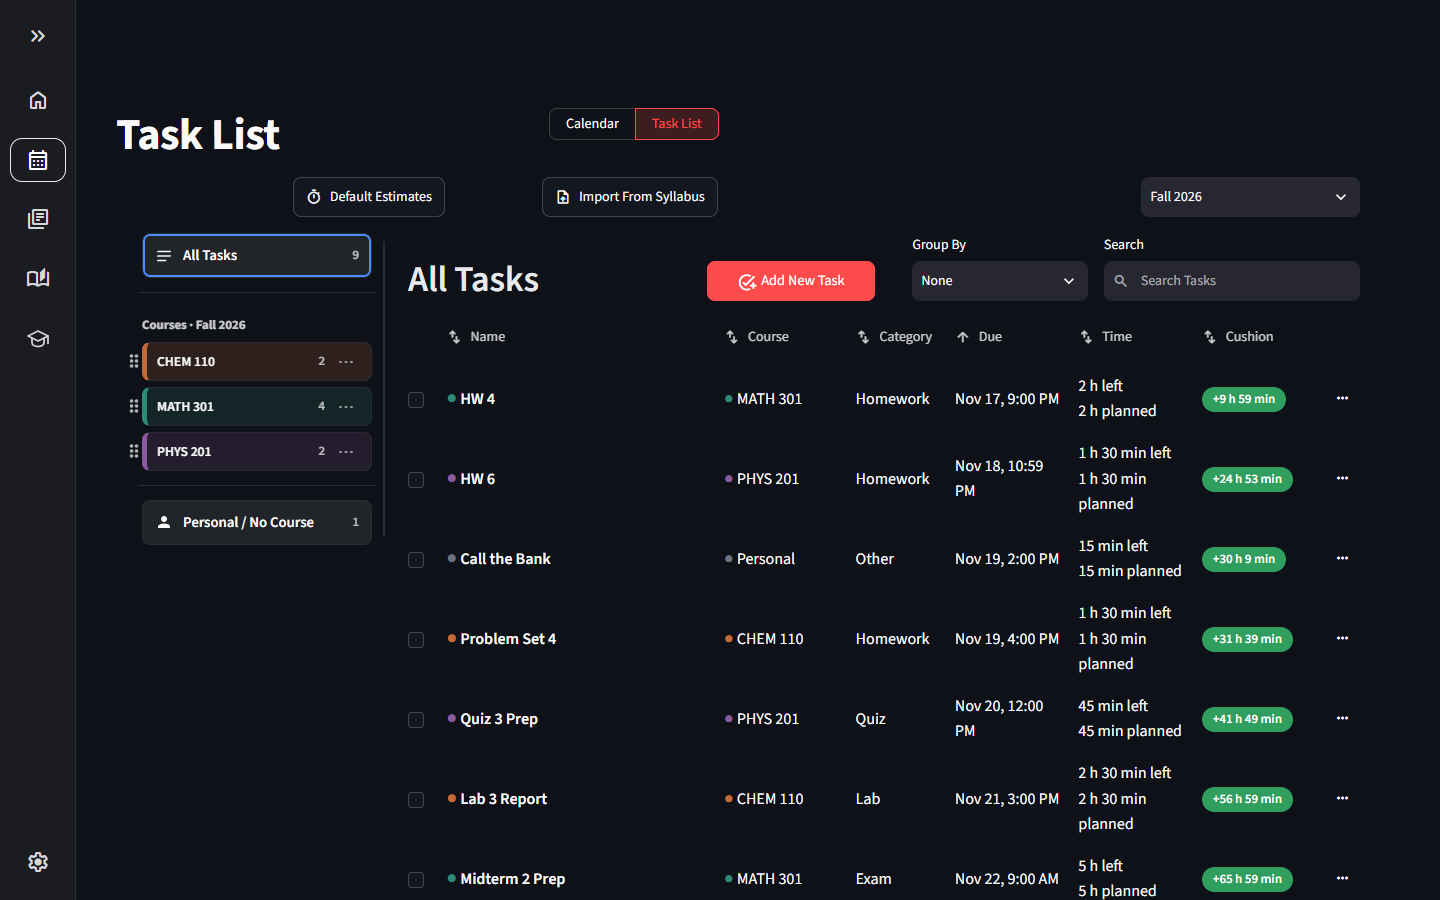 Task List
Calendar
Task List
Default Estimates
Import From Syllabus
Fall 2026
All Tasks 9
Courses · Fall 2026
CHEM 110 2
MATH 301 4
PHYS 201 2
Personal / No Course 1
All Tasks
Add New Task
Group By
None
Search
Search Tasks
Name Course Category Due Time Cushion
HW 4 MATH 301 Homework Nov 17, 9:00 PM 2 h left
2 h planned
+9 h 59 min
HW 6 PHYS 201 Homework Nov 18, 10:59
PM
1 h 30 min left
1 h 30 min
planned
+24 h 53 min
Call the Bank Personal Other Nov 19, 2:00 PM 15 min left
15 min planned
+30 h 9 min
Problem Set 4 CHEM 110 Homework Nov 19, 4:00 PM 1 h 30 min left
1 h 30 min
planned
+31 h 39 min
Quiz 3 Prep PHYS 201 Quiz Nov 20, 12:00
PM
45 min left
45 min planned
+41 h 49 min
Lab 3 Report CHEM 110 Lab Nov 21, 3:00 PM 2 h 30 min left
2 h 30 min
planned
+56 h 59 min
Midterm 2 Prep MATH 301 Exam Nov 22, 9:00 AM 5 h left
5 h planned
+65 h 59 min